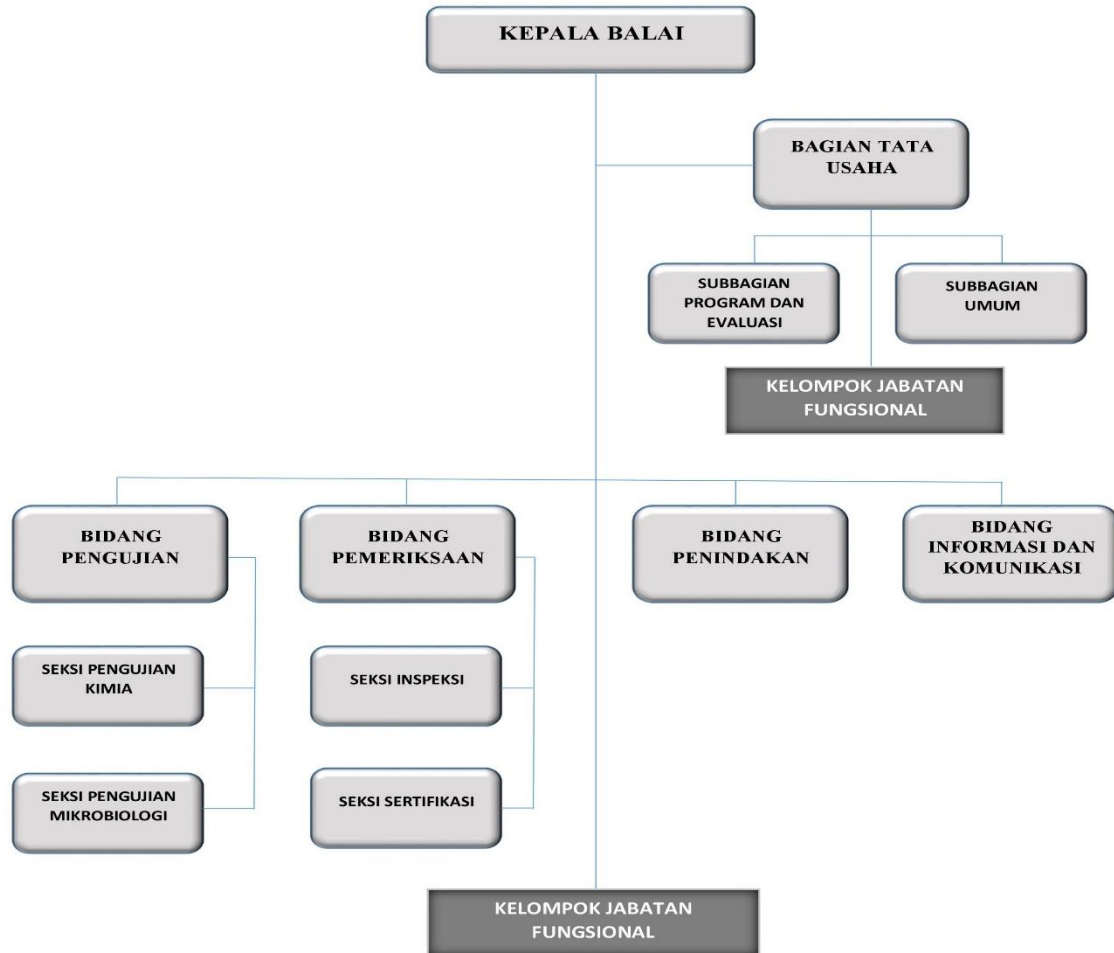 KEPALA BALAI
BAGIAN TATA
USAHA
SUBBAGIAN
PROGRAM DAN
EVALUASI
SUBBAGIAN
UMUM
KELOMPOK JABATAN
FUNGSIONAL
BIDANG
PENGUJIAN
BIDANG
PEMERIKSAAN
BIDANG
PENINDAKAN
BIDANG
INFORMASI DAN
KOMUNIKASI
SEKSI PENGUJIAN
KIMIA
SEKSI INSPEKSI
SEKSI PENGUJIAN
MIKROBIOLOGI
SEKSI SERTIFIKASI
KELOMPOK JABATAN
FUNGSIONAL